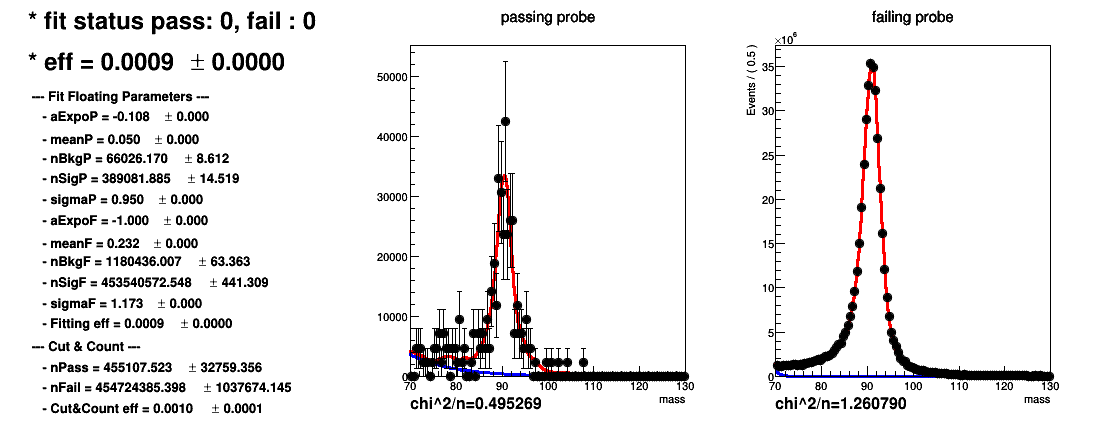 * fit status pass: 0, fail : 0
* eff = 0.0009 ± 0.0000
--- Fit Floating Parameters ---
- aExpoP = -0.108 ± 0.000
- meanP = 0.050 ± 0.000
- nBkgP = 66026.170 ± 8.612
- nSigP = 389081.885 ± 14.519
- sigmaP = 0.950 ± 0.000
- aExpoF = -1.000 ± 0.000
- meanF = 0.232 ± 0.000
- nBkgF = 1180436.007 ± 63.363
- nSigF = 453540572.548 ± 441.309
- sigmaF = 1.173 ± 0.000
- Fitting eff = 0.0009 ± 0.0000
--- Cut & Count ---
- nPass = 455107.523 ± 32759.356
- nFail = 454724385.398 ± 1037674.145
- Cut&Count eff = 0.0010 ± 0.0001
passing probe
50000
40000
30000
20000
10000
0
70 80 90 100 110 120 130
mass
chi^2/n=0.495269
failing probe
×10^6
Events / ( 0.5 )
35
30
25
20
15
10
5
0
70 80 90 100 110 120 130
mass
chi^2/n=1.260790